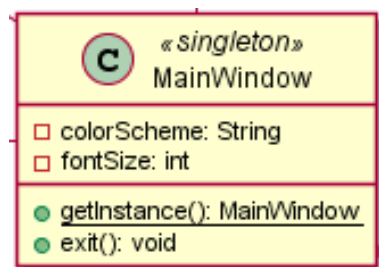 C
«singleton»
MainWindow
colorScheme: String
fontSize: int
getInstance(): MainWindow
exit(): void